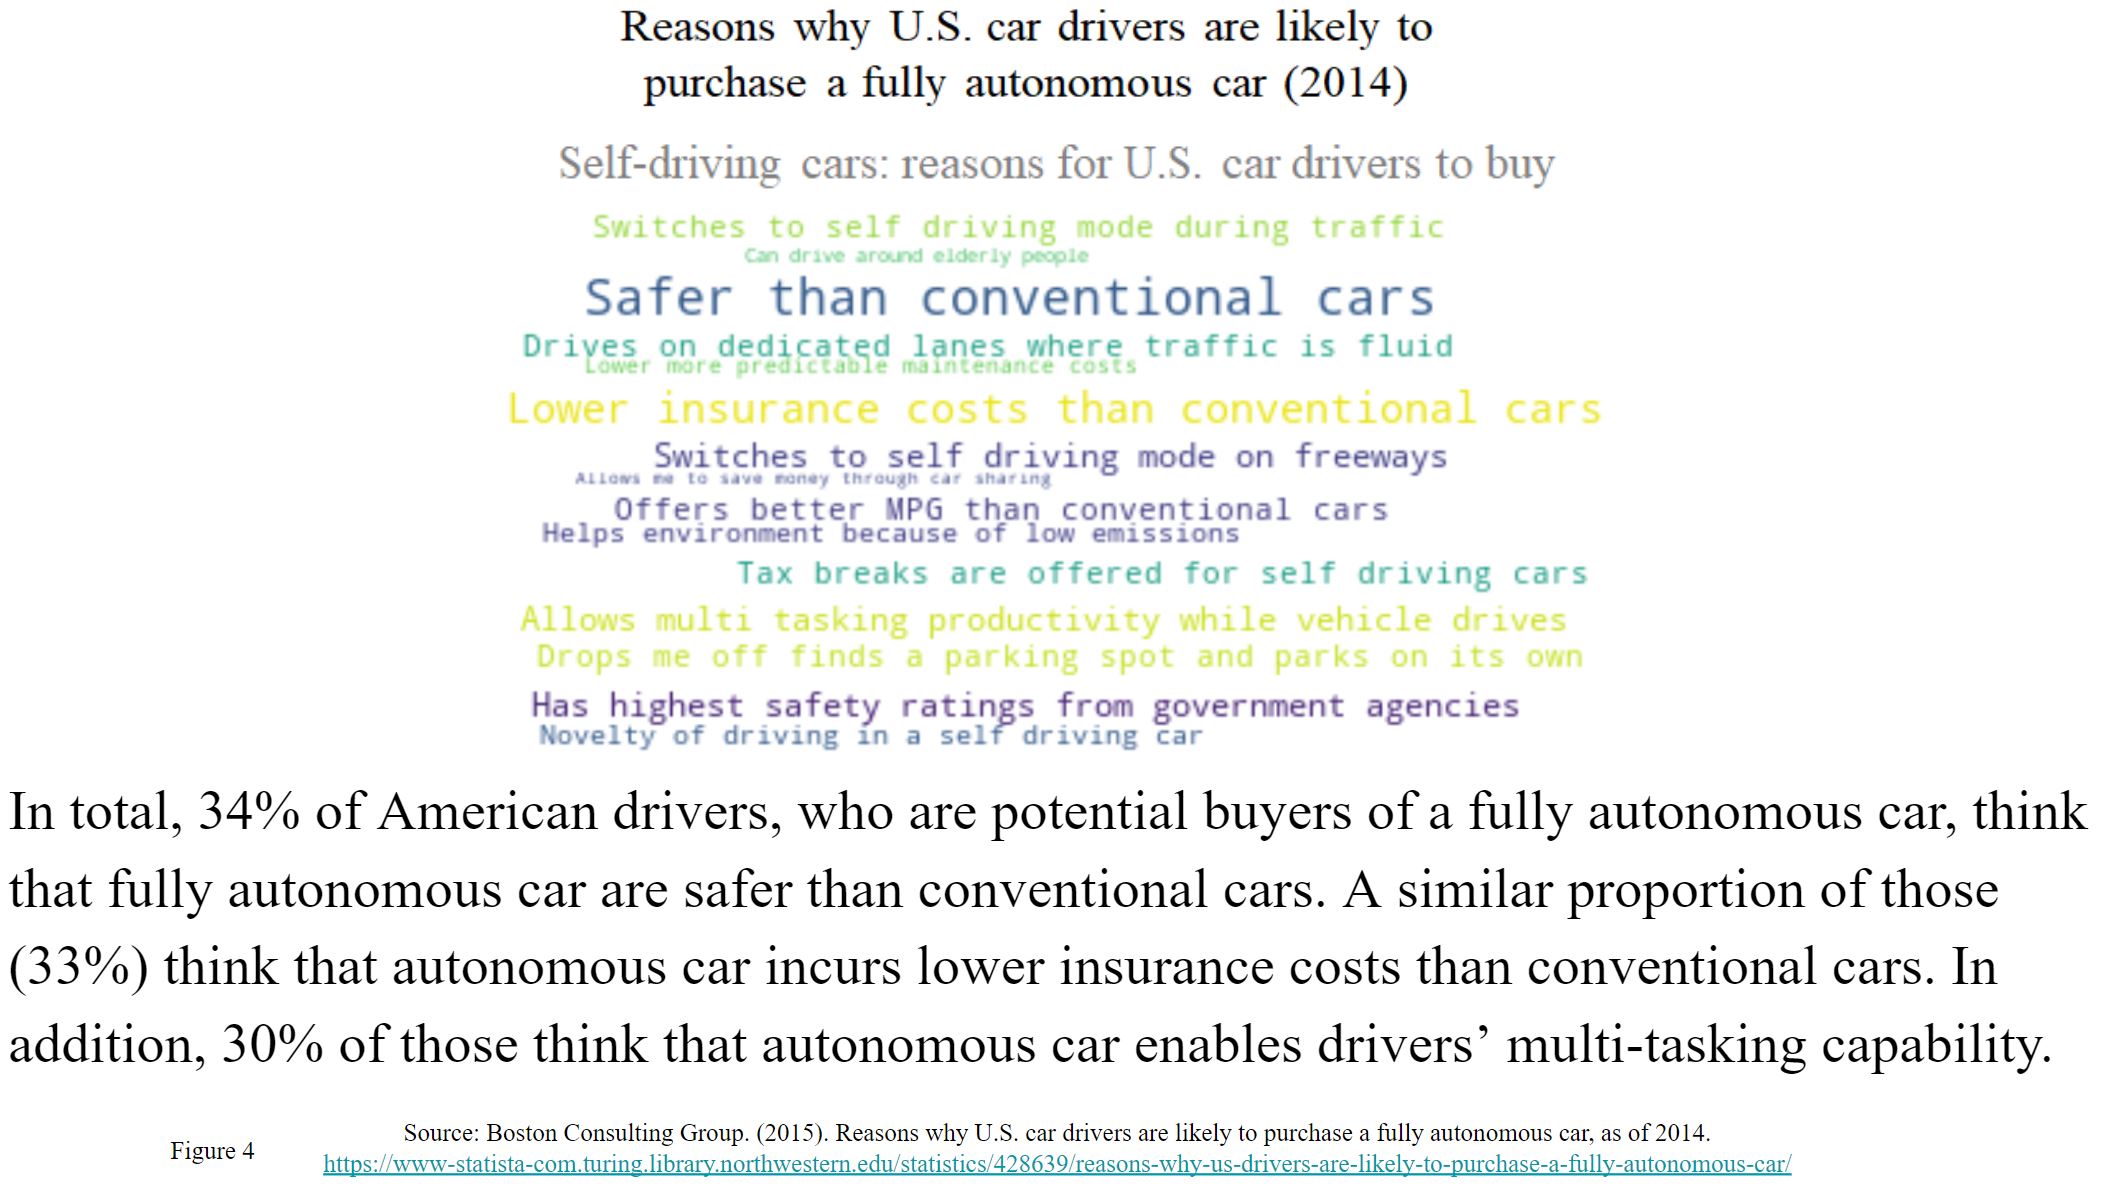 Reasons why U.S. car drivers are likely to
purchase a fully autonomous car (2014)
Self-driving cars: reasons for U.S. car drivers to buy
Switches to self driving mode during traffic
Can drive around elderly people
Safer than conventional cars
Drives on dedicated lanes where traffic is fluid
Lower more predictable maintenance costs
Lower insurance costs than conventional cars
Switches to self driving mode on freeways
Allows me to save money through car sharing
Offers better MPG than conventional cars
Helps environment because of low emissions
Tax breaks are offered for self driving cars
Allows multi tasking productivity while vehicle drives
Drops me off finds a parking spot and parks on its own
Has highest safety ratings from government agencies
Novelty of driving in a self driving car
In total, 34% of American drivers, who are potential buyers of a fully autonomous car, think
that fully autonomous car are safer than conventional cars. A similar proportion of those
(33%) think that autonomous car incurs lower insurance costs than conventional cars. In
addition, 30% of those think that autonomous car enables drivers’ multi-tasking capability.
Figure 4
Source: Boston Consulting Group. (2015). Reasons why U.S. car drivers are likely to purchase a fully autonomous car, as of 2014.
https://www-statista-com.turing.library.northwestern.edu/statistics/428639/reasons-why-us-drivers-are-likely-to-purchase-a-fully-autonomous-car/